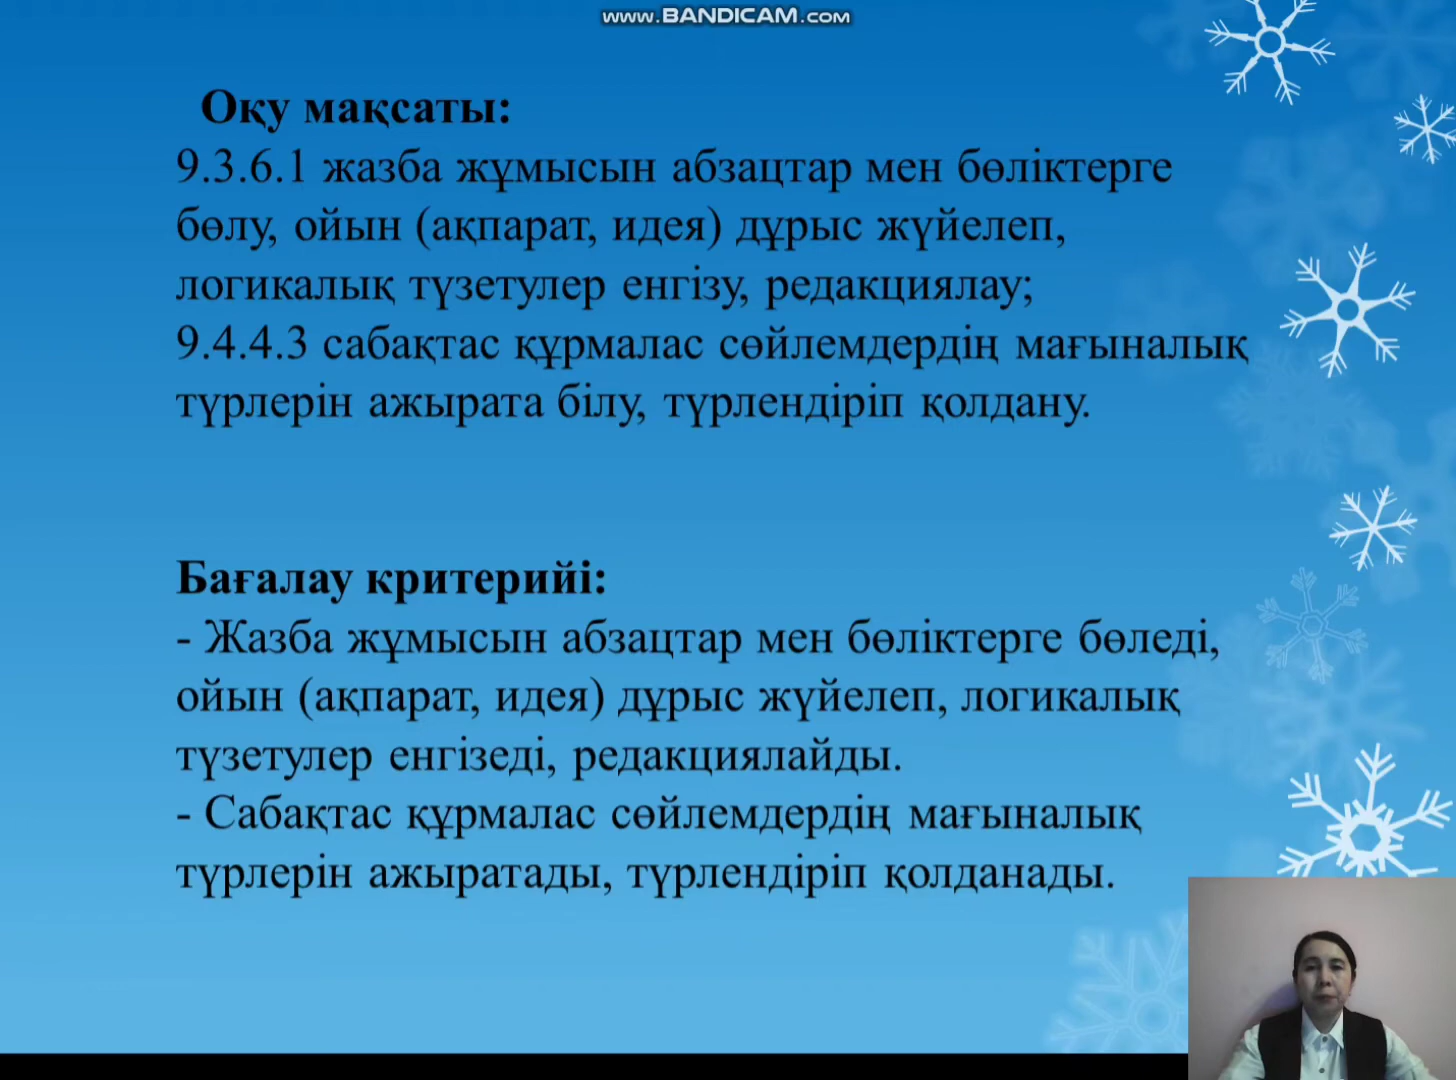 www.BANDICAM.com
Оқу мақсаты:
9.3.6.1 жазба жұмысын абзацтар мен бөліктерге
бөлу, ойын (ақпарат, идея) дұрыс жүйелеп,
логикалық түзетулер енгізу, редакциялау;
9.4.4.3 сабақтас құрмалас сөйлемдердің мағыналық
түрлерін ажырата білу, түрлендіріп қолдану.
Бағалау критерийі:
- Жазба жұмысын абзацтар мен бөліктерге бөледі,
ойын (ақпарат, идея) дұрыс жүйелеп, логикалық
түзетулер енгізеді, редакциялайды.
- Сабақтас құрмалас сөйлемдердің мағыналық
түрлерін ажыратады, түрлендіріп қолданады.